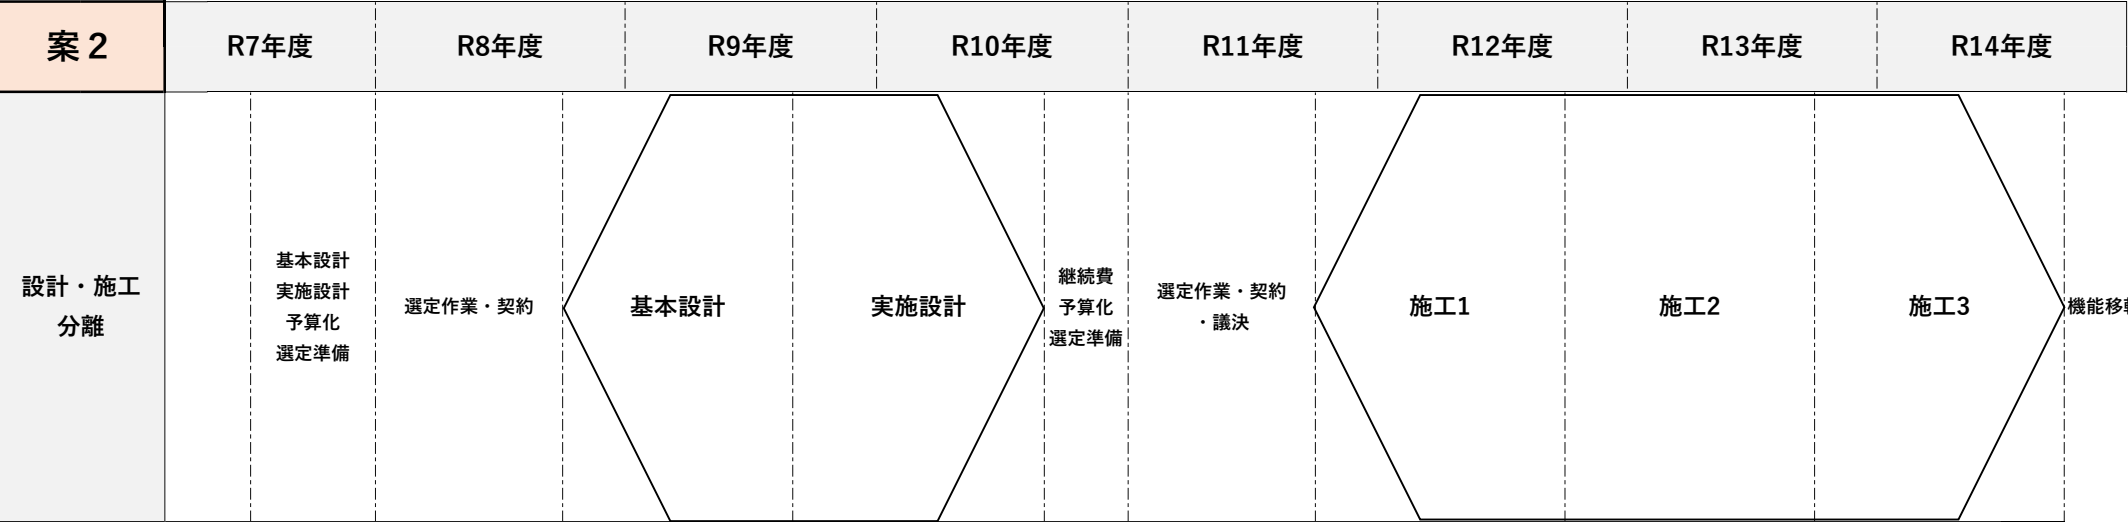 案２
R7年度
R8年度
R9年度
R10年度
R11年度
R12年度
R13年度
R14年度
設計・施工
分離
基本設計
実施設計
予算化
選定準備
選定作業・契約
基本設計
実施設計
継続費
予算化
選定準備
選定作業・契約
・議決
施工1
施工2
施工3
機能移